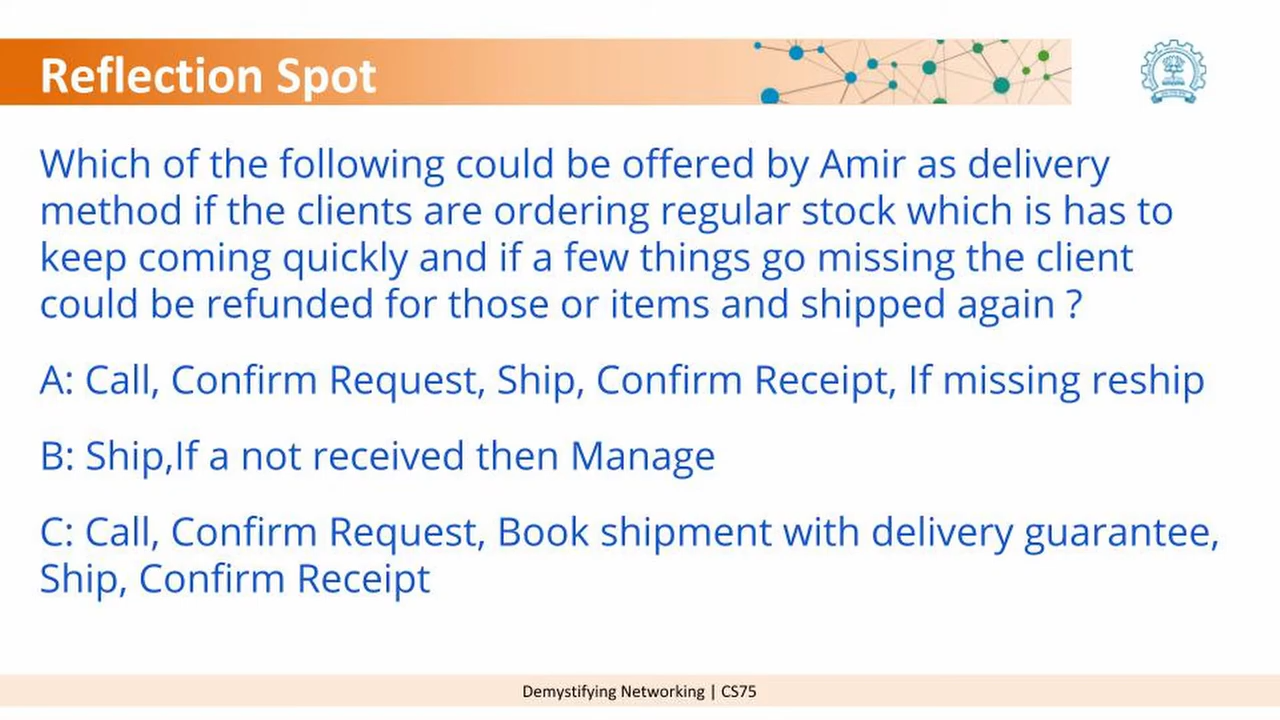 Reflection Spot
Which of the following could be offered by Amir as delivery
method if the clients are ordering regular stock which is has to
keep coming quickly and if a few things go missing the client
could be refunded for those or items and shipped again ?
A: Call, Confirm Request, Ship, Confirm Receipt, If missing reship
B: Ship,If a not received then Manage
C: Call, Confirm Request, Book shipment with delivery guarantee,
Ship, Confirm Receipt
Demystifying Networking | CS75